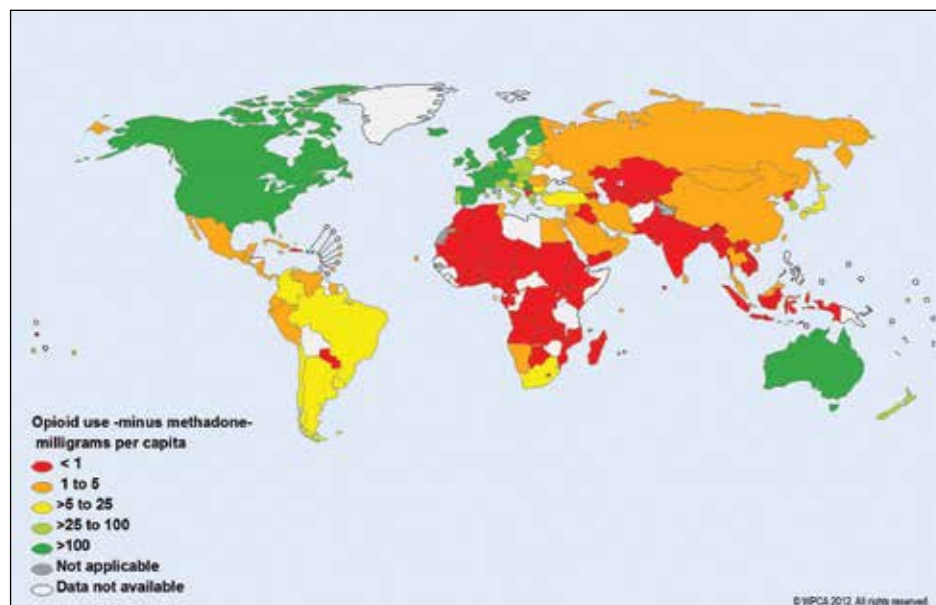 Opioid use -minus methadone-
milligrams per capita
< 1
1 to 5
>5 to 25
>25 to 100
>100
Not applicable
Data not available
© WPCA 2012. All rights reserved.